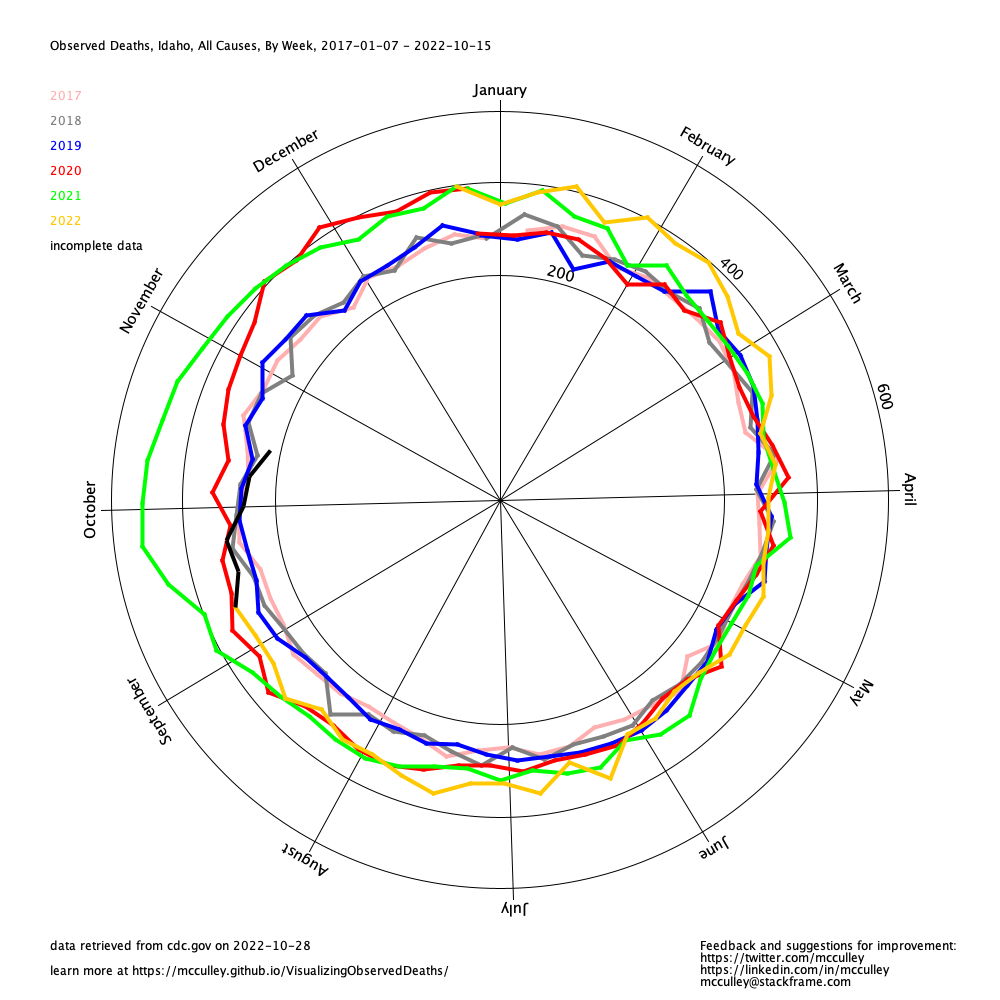 Observed Deaths, Idaho, All Causes, By Week, 2017-01-07 - 2022-10-15
January
2017
2018
2019
2020
2021
2022
incomplete data
December
February
200
400
November
March
600
October
April
September
May
August
June
July
data retrieved from cdc.gov on 2022-10-28
learn more at https://mcculley.github.io/VisualizingObservedDeaths/
Feedback and suggestions for improvement:
https://twitter.com/mcculley
https://linkedin.com/in/mcculley
mcculley@stackframe.com